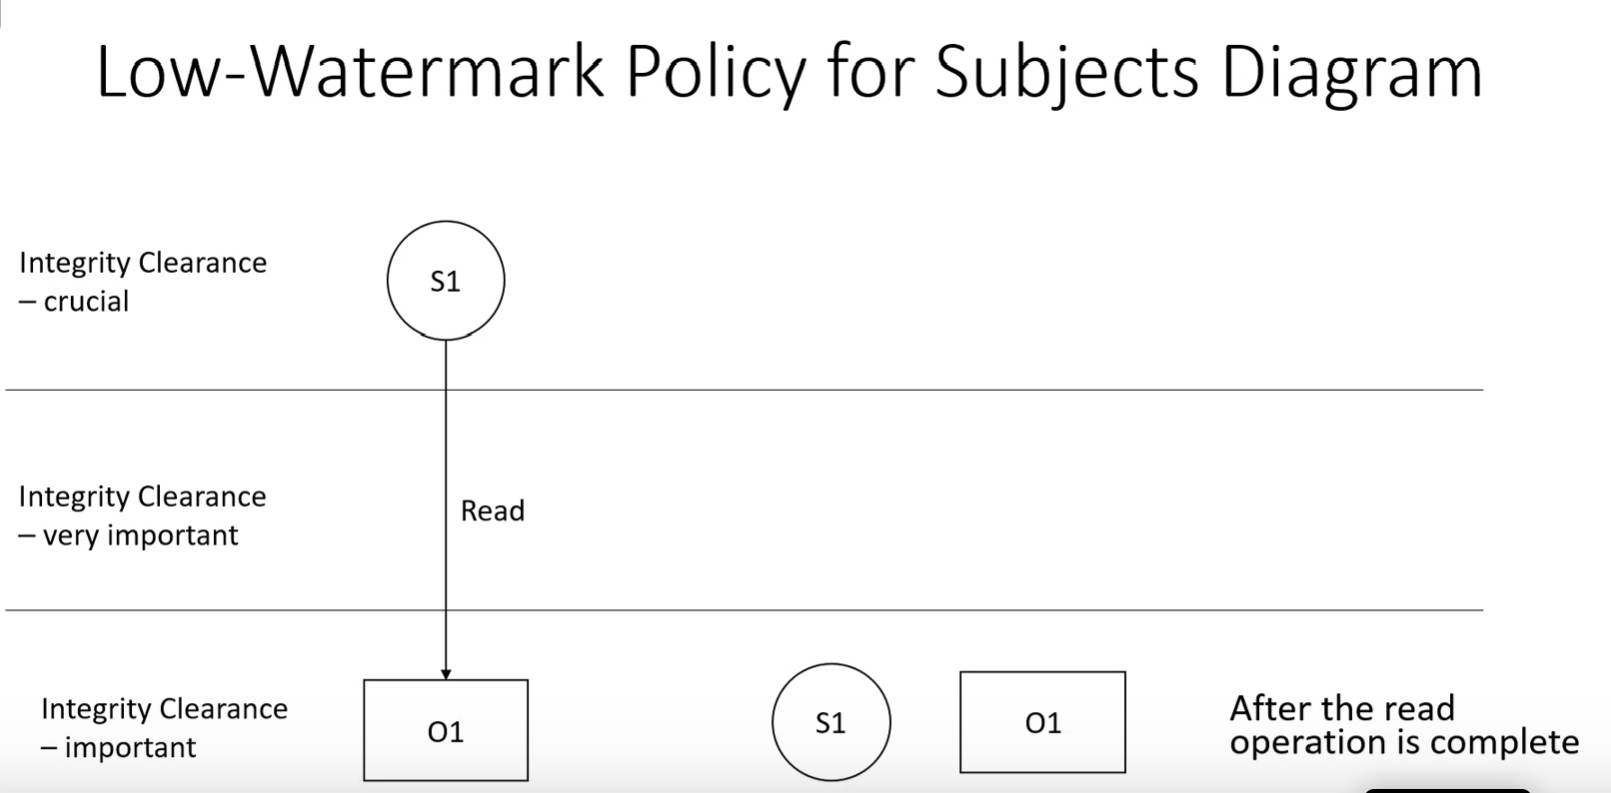 Low-Watermark Policy for Subjects Diagram
Integrity Clearance
– crucial
S1
Integrity Clearance
– very important
Read
Integrity Clearance
– important
O1
S1
O1
After the read
operation is complete